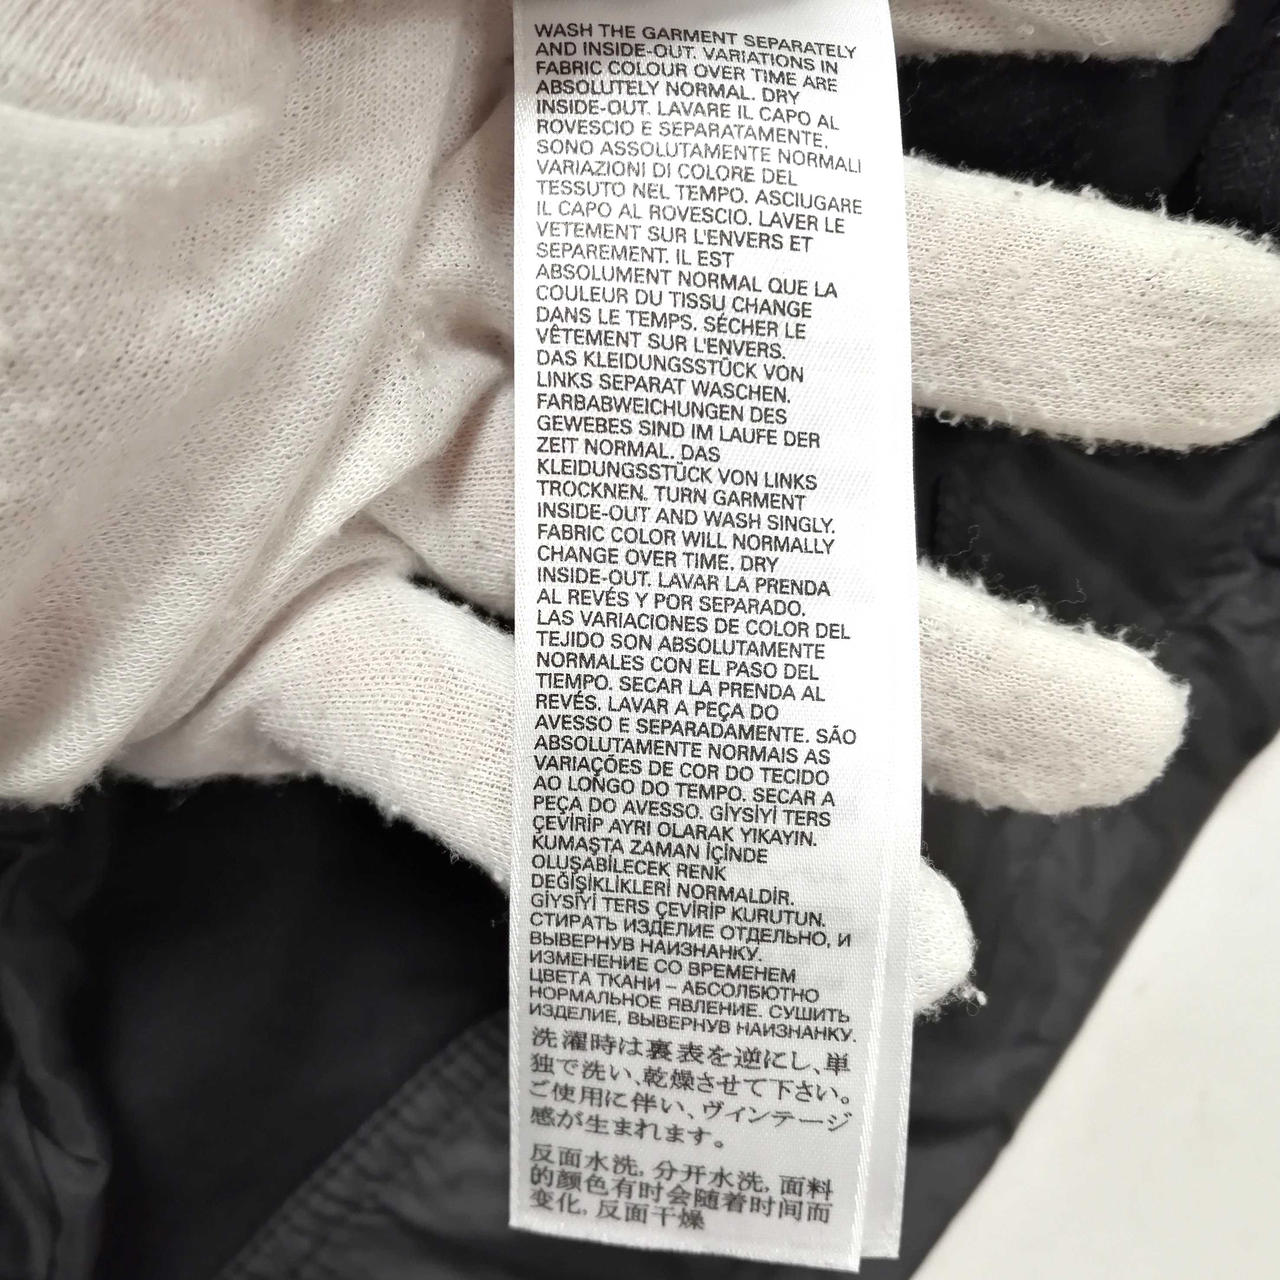 WASH THE GARMENT SEPARATELY
AND INSIDE-OUT. VARIATIONS IN
FABRIC COLOUR OVER TIME ARE
ABSOLUTELY NORMAL. DRY
INSIDE-OUT. LAVARE IL CAPO AL
ROVESCIO E SEPARATAMENTE.
SONO ASSOLUTAMENTE NORMALI
VARIAZIONI DI COLORE DEL
TESSUTO NEL TEMPO. ASCIUGARE
IL CAPO AL ROVESCIO. LAVER LE
VETEMENT SUR L'ENVERS ET
SEPAREMENT. IL EST
ABSOLUMENT NORMAL QUE LA
COULEUR DU TISSU CHANGE
DANS LE TEMPS. SÉCHER LE
VÊTEMENT SUR L'ENVERS.
DAS KLEIDUNGSSTÜCK VON
LINKS SEPARAT WASCHEN.
FARBABWEICHUNGEN DES
GEWEBES SIND IM LAUFE DER
ZEIT NORMAL. DAS
KLEIDUNGSSTÜCK VON LINKS
TROCKNEN. TURN GARMENT
INSIDE-OUT AND WASH SINGLY.
FABRIC COLOR WILL NORMALLY
CHANGE OVER TIME. DRY
INSIDE-OUT. LAVAR LA PRENDA
AL REVÉS Y POR SEPARADO.
LAS VARIACIONES DE COLOR DEL
TEJIDO SON ABSOLUTAMENTE
NORMALES CON EL PASO DEL
TIEMPO. SECAR LA PRENDA AL
REVÉS. LAVAR A PEÇA DO
AVESSO E SEPARADAMENTE. SÃO
ABSOLUTAMENTE NORMAIS AS
VARIAÇÕES DE COR DO TECIDO
AO LONGO DO TEMPO. SECAR A
PEÇA DO AVESSO. GİYSİYİ TERS
ÇEVİRİP AYRI OLARAK YIKAYIN.
KUMAŞTA ZAMAN İÇİNDE
OLUŞABİLECEK RENK
DEĞİŞİKLİKLERİ NORMALDİR.
GİYSİYİ TERS ÇEVİRİP KURUTUN.
СТИРАТЬ ИЗДЕЛИЕ ОТДЕЛЬНО, И
ВЫВЕРНУВ НАИЗНАНКУ.
ИЗМЕНЕНИЕ СО ВРЕМЕНЕМ
ЦВЕТА ТКАНИ – АБСОЛБЮТНО
НОРМАЛЬНОЕ ЯВЛЕНИЕ. СУШИТЬ
ИЗДЕЛИЕ, ВЫВЕРНУВ НАИЗНАНКУ.
洗濯時は裏表を逆にし、単
独で洗い、乾燥させて下さい。
ご使用に伴い、ヴィンテージ
感が生まれます。
反面水洗, 分开水洗, 面料
的颜色有时会随着时间而
变化, 反面干燥